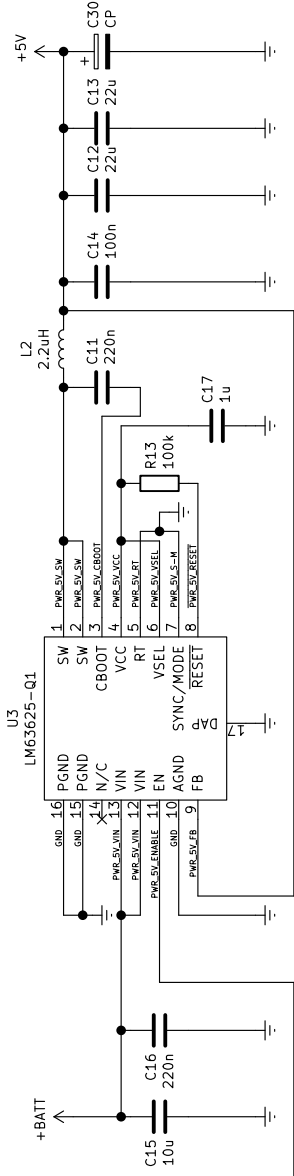 +BATT
C15
10u
C16
220n
U3
LM63625-Q1
GND
16
PGND
GND
15
PGND
14
N/C
PWR_5V_VIN
13
VIN
PWR_5V_VIN
12
VIN
PWR_5V_ENABLE
11
EN
GND
10
AGND
PWR_5V_FB
9
FB
DAP
17
SW
1
PWR_5V_SW
SW
2
PWR_5V_SW
CBOOT
3
PWR_5V_CBOOT
VCC
4
PWR_5V_VCC
RT
5
PWR_5V_RT
VSEL
6
PWR_5V_VSEL
SYNC/MODE
7
PWR_5V_S-M
RESET
8
PWR_5V_RESET
R13
100k
C17
1u
L2
2.2uH
C11
220n
C14
100n
C12
22u
C13
22u
+5V
+
C30
CP